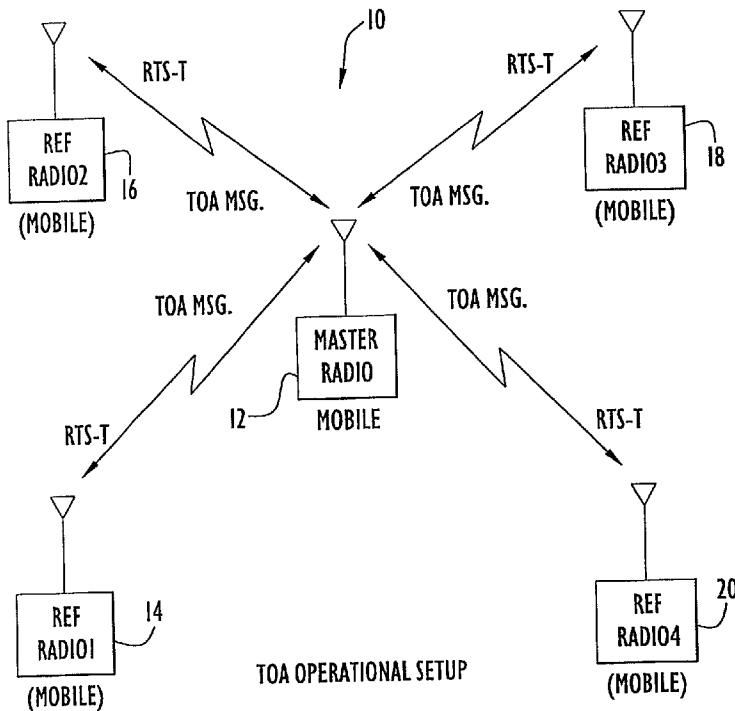 10
RTS-T
RTS-T
REF
RADIO2
16
(MOBILE)
REF
RADIO3
18
(MOBILE)
TOA MSG.
TOA MSG.
TOA MSG.
TOA MSG.
MASTER
RADIO
12
MOBILE
RTS-T
RTS-T
REF
RADIO1
14
(MOBILE)
REF
RADIO4
20
(MOBILE)
TOA OPERATIONAL SETUP